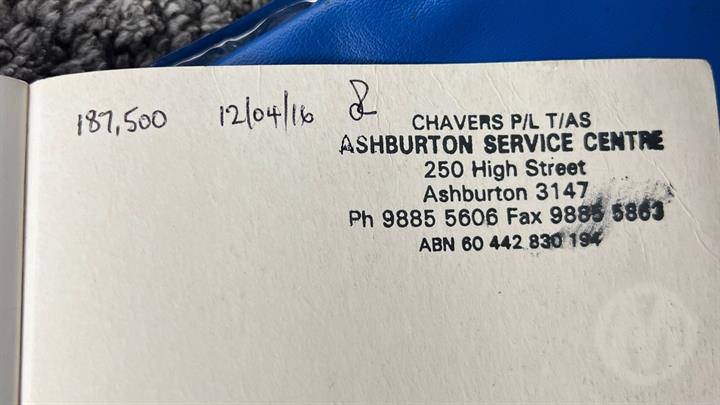 187,500 12/04/16
CHAVERS P/L T/AS
ASHBURTON SERVICE CENTRE
250 High Street
Ashburton 3147
Ph 9885 5606 Fax 9885 5863
ABN 60 442 830 194